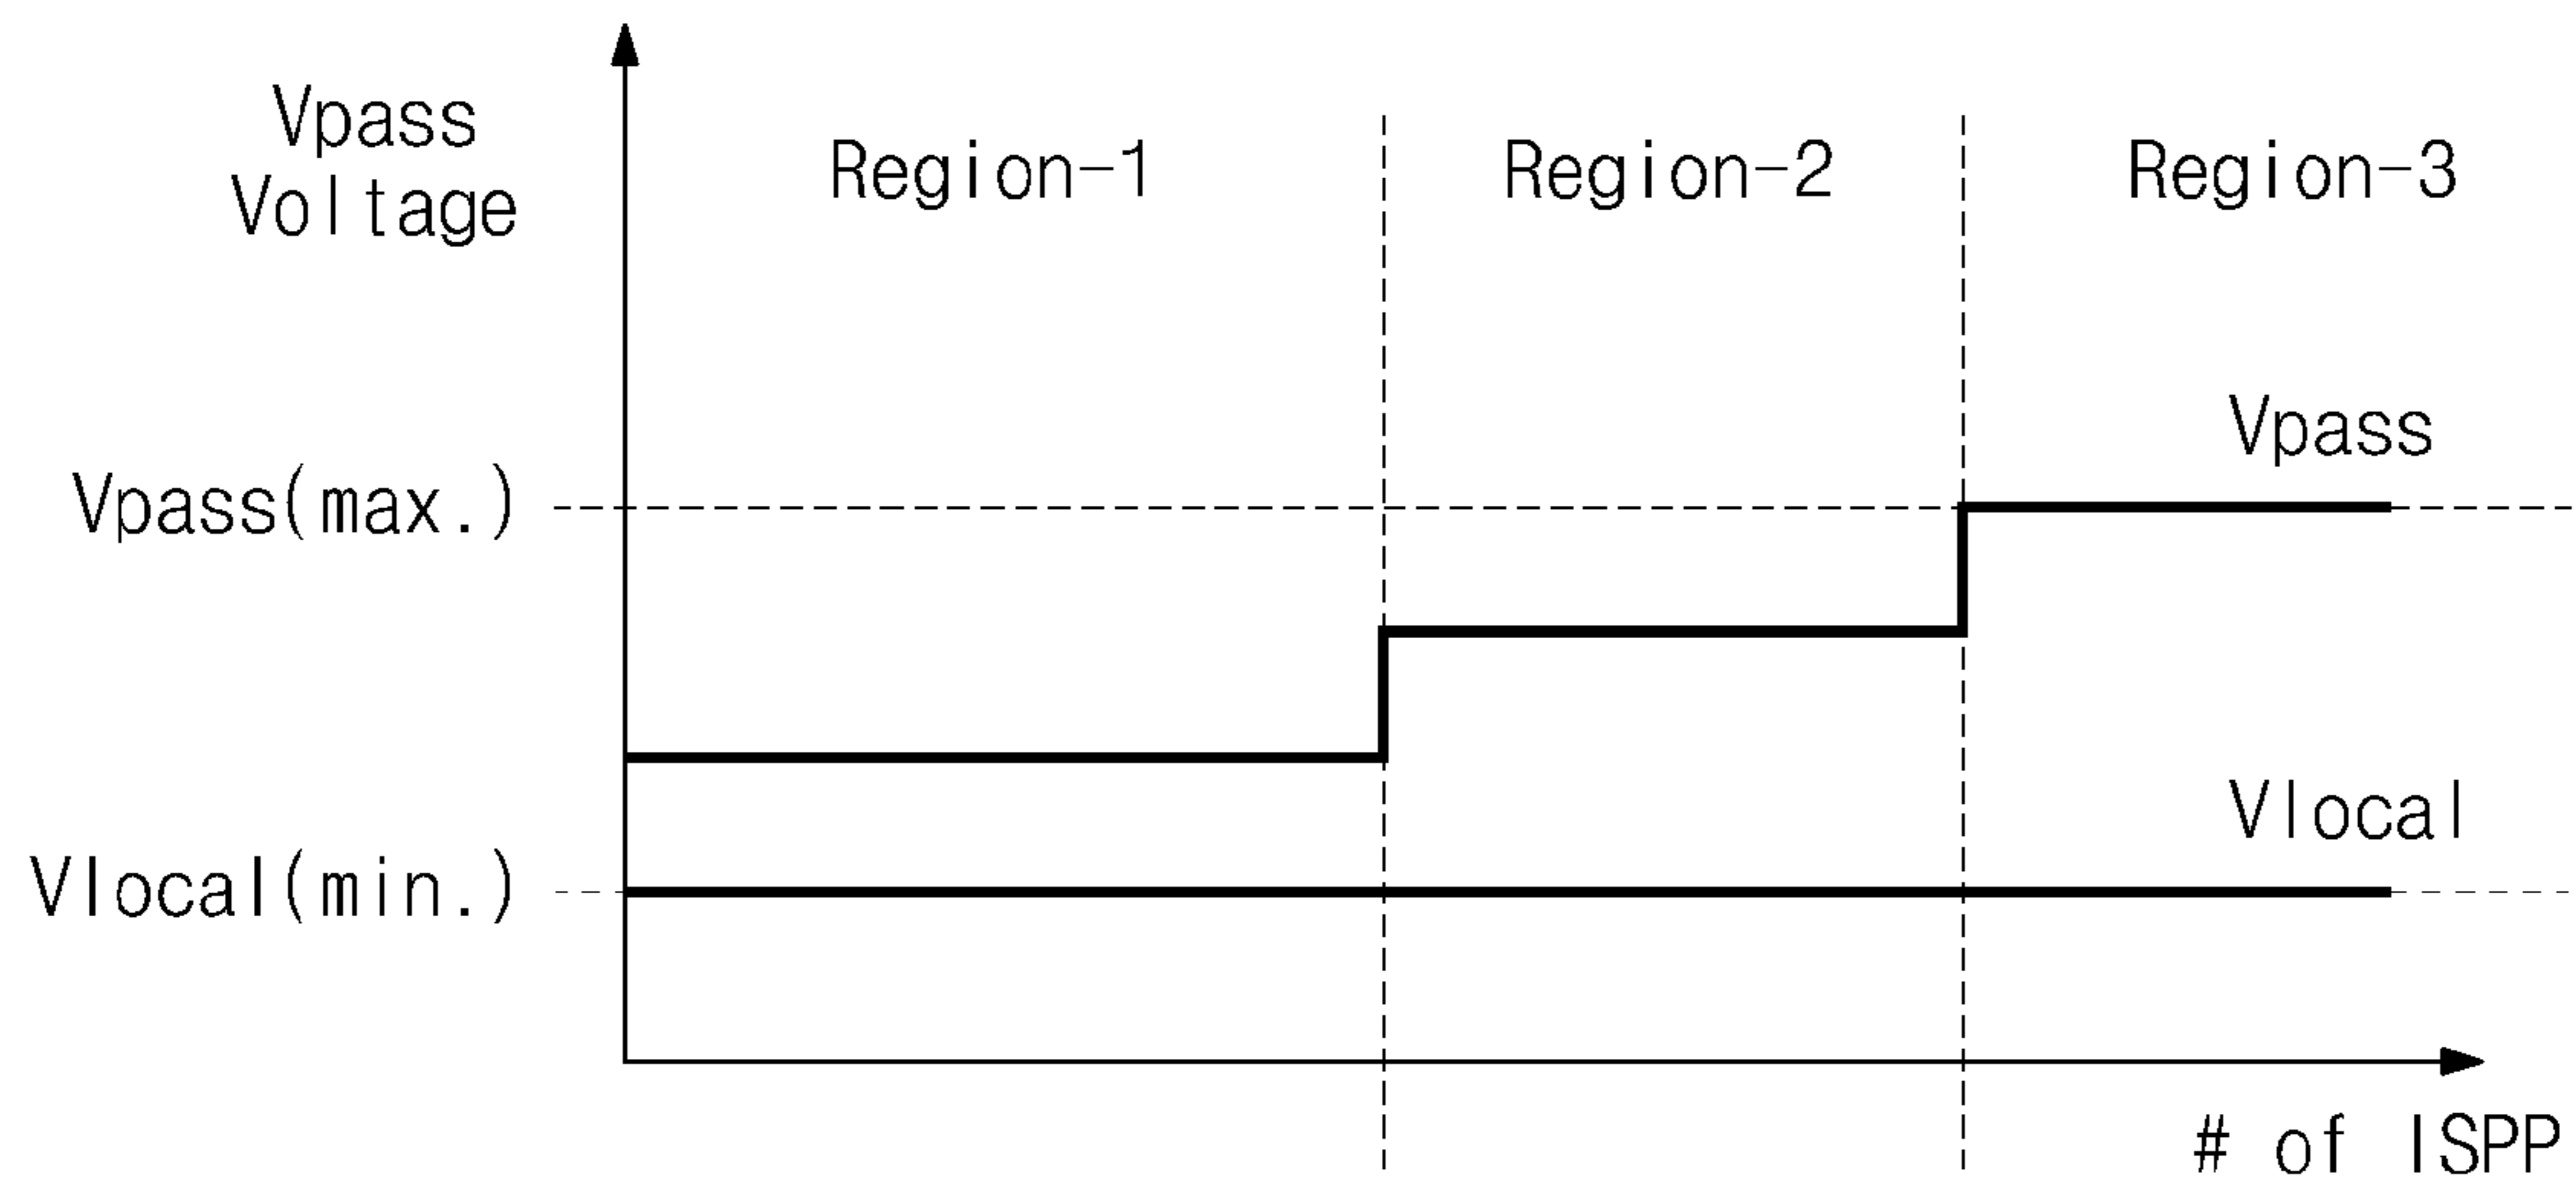 Vpass
Voltage
Region-1
Region-2
Region-3
Vpass
Vpass(max.)
Vlocal
Vlocal(min.)
# of ISPP